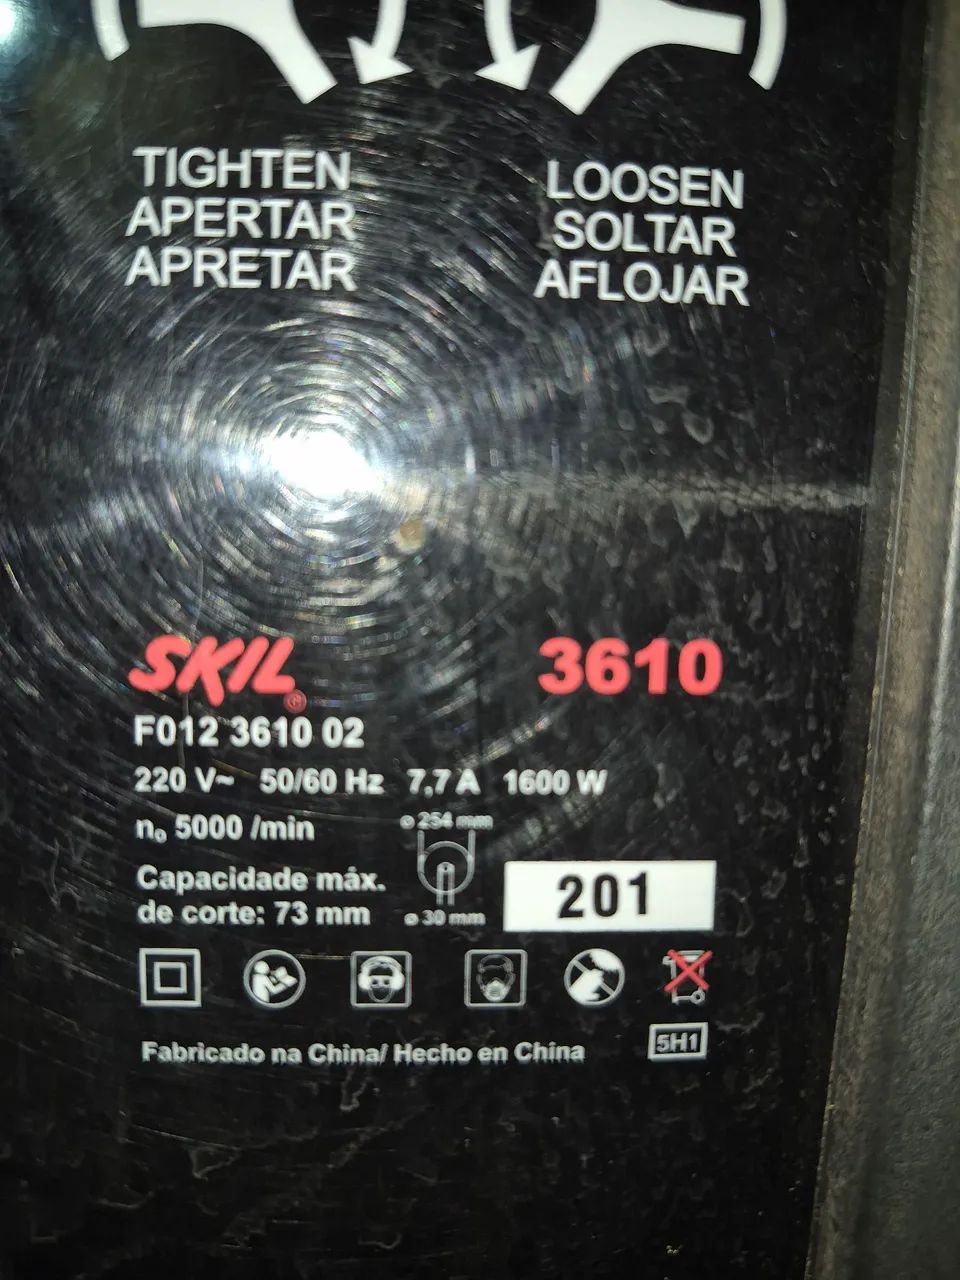 TIGHTEN
APERTAR
APRETAR
LOOSEN
SOLTAR
AFLOJAR
SKIL® 3610
F012 3610 02
220 V~ 50/60 Hz 7,7 A 1600 W
n₀ 5000 /min
ø 254 mm
Capacidade máx.
de corte: 73 mm
ø 30 mm
201
Fabricado na China/ Hecho en China
5H1